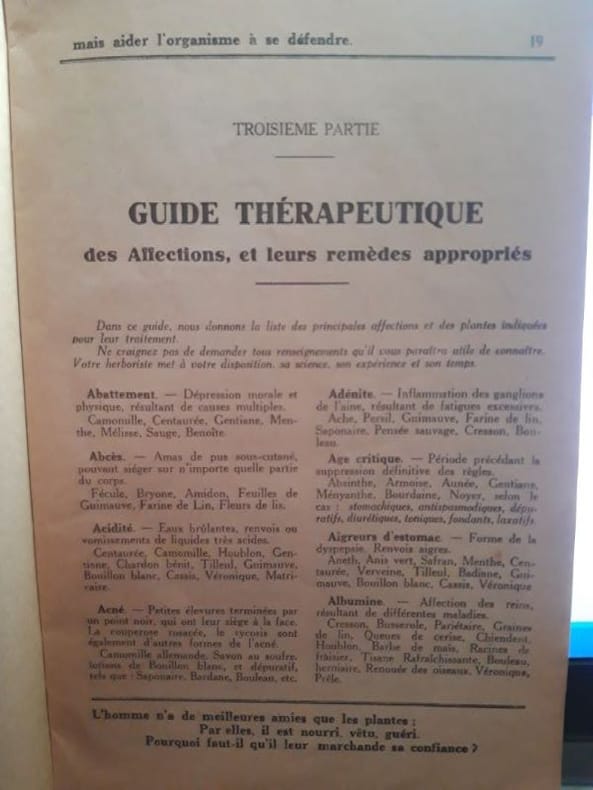 mais aider l'organisme à se défendre. 19
TROISIEME PARTIE
GUIDE THÉRAPEUTIQUE
des Affections, et leurs remèdes appropriés
Dans ce guide, nous donnons la liste des principales affections et des plantes indiquées
pour leur traitement.
Ne craignez pas de demander tous renseignements qu'il vous paraîtra utile de connaître.
Votre herboriste met à votre disposition, sa science, son expérience et son temps.
Abattement. — Dépression morale et
physique, résultant de causes multiples.
Camomille, Centaurée, Gentiane, Men-
the, Mélisse, Sauge, Benoîte.
Abcès. — Amas de pus sous-cutané,
pouvant siéger sur n'importe quelle partie
du corps.
Fécule, Bryone, Amidon, Feuilles de
Guimauve, Farine de Lin, Fleurs de lis.
Acidité. — Eaux brûlantes, renvois ou
vomissements de liquides très acides.
Centaurée, Camomille, Houblon, Gen-
tiane, Chardon bénit, Tilleul, Guimauve,
Bouillon blanc, Cassis, Véronique, Matri-
caire.
Acné. — Petites élevures terminées par
un point noir, qui ont leur siège à la face.
La couperose rosacée, le sycosis sont
également d'autres formes de l'acné.
Camomille allemande. Savon au soufre,
lotions de Bouillon blanc, et dépuratif,
tels que : Saponaire, Bardane, Bouleau, etc.
Adénite. — Inflammation des ganglions
de l'aine, résultant de fatigues excessives.
Ache, Persil, Guimauve, Farine de lin,
Saponaire, Pensée sauvage, Cresson, Bou-
leau.
Age critique. — Période précédant la
suppression définitive des règles.
Absinthe, Armoise, Aunée, Gentiane,
Ményanthe, Bourdaine, Noyer, selon le
cas : stomachiques, antispasmodiques, dépu-
ratifs, diurétiques, toniques, fondants, laxatifs.
Aigreurs d'estomac. — Forme de la
dyspepsie. Renvois aigres.
Aneth, Anis vert, Safran, Menthe, Cen-
taurée, Verveine, Tilleul, Badiane, Gui-
mauve, Bouillon blanc, Cassis, Véronique
Albumine. — Affection des reins,
résultant de différentes maladies.
Cresson, Busserole, Pariétaire, Graines
de lin, Queues de cerise, Chiendent,
Houblon, Barbe de maïs, Racines de
fraisier, Tisane Rafraîchissante, Bouleau,
herniaire, Renouée des oiseaux, Véronique,
Prêle.
L'homme n'a de meilleures amies que les plantes ;
Par elles, il est nourri, vêtu, guéri.
Pourquoi faut-il qu'il leur marchande sa confiance ?